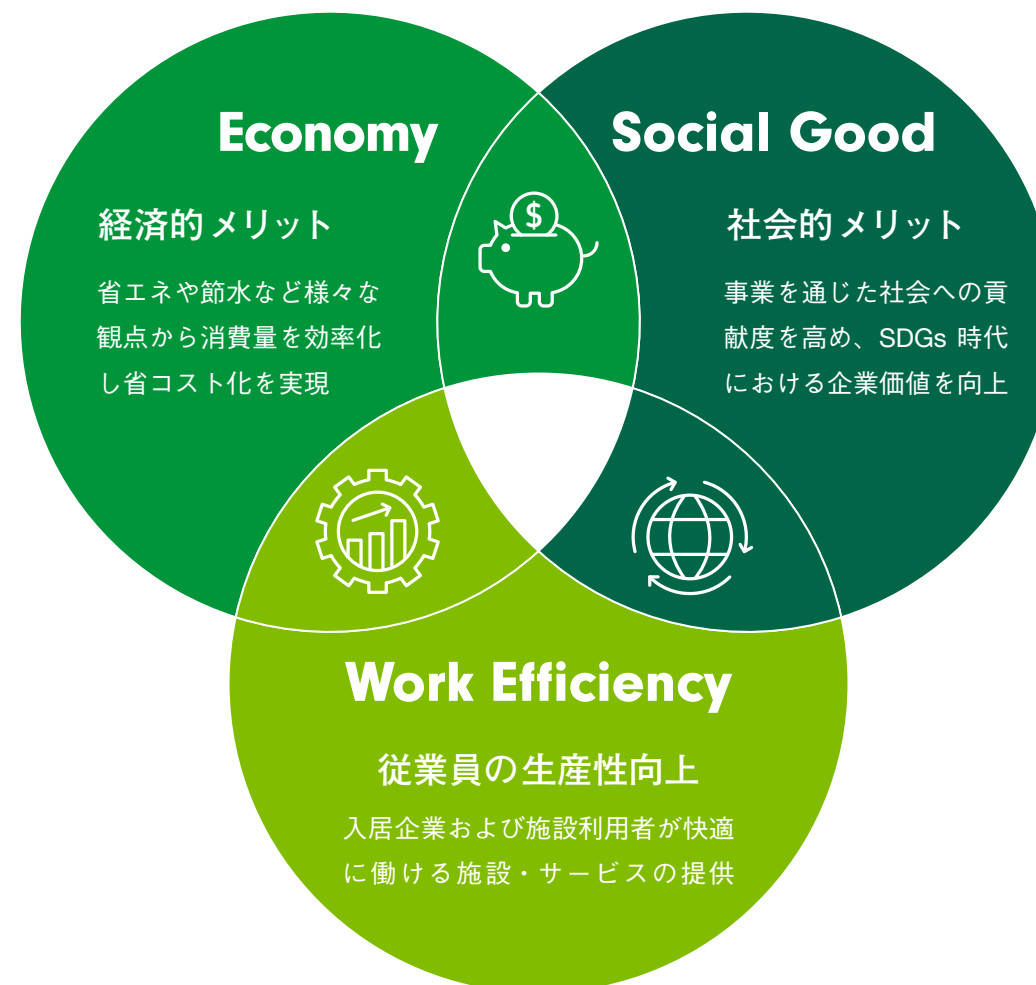 Economy
経済的メリット
省エネや節水など様々な
観点から消費量を効率化
し省コスト化を実現
$
Social Good
社会的メリット
事業を通じた社会への貢
献度を高め、SDGs 時代
における企業価値を向上
Work Efficiency
従業員の生産性向上
入居企業および施設利用者が快適
に働ける施設・サービスの提供